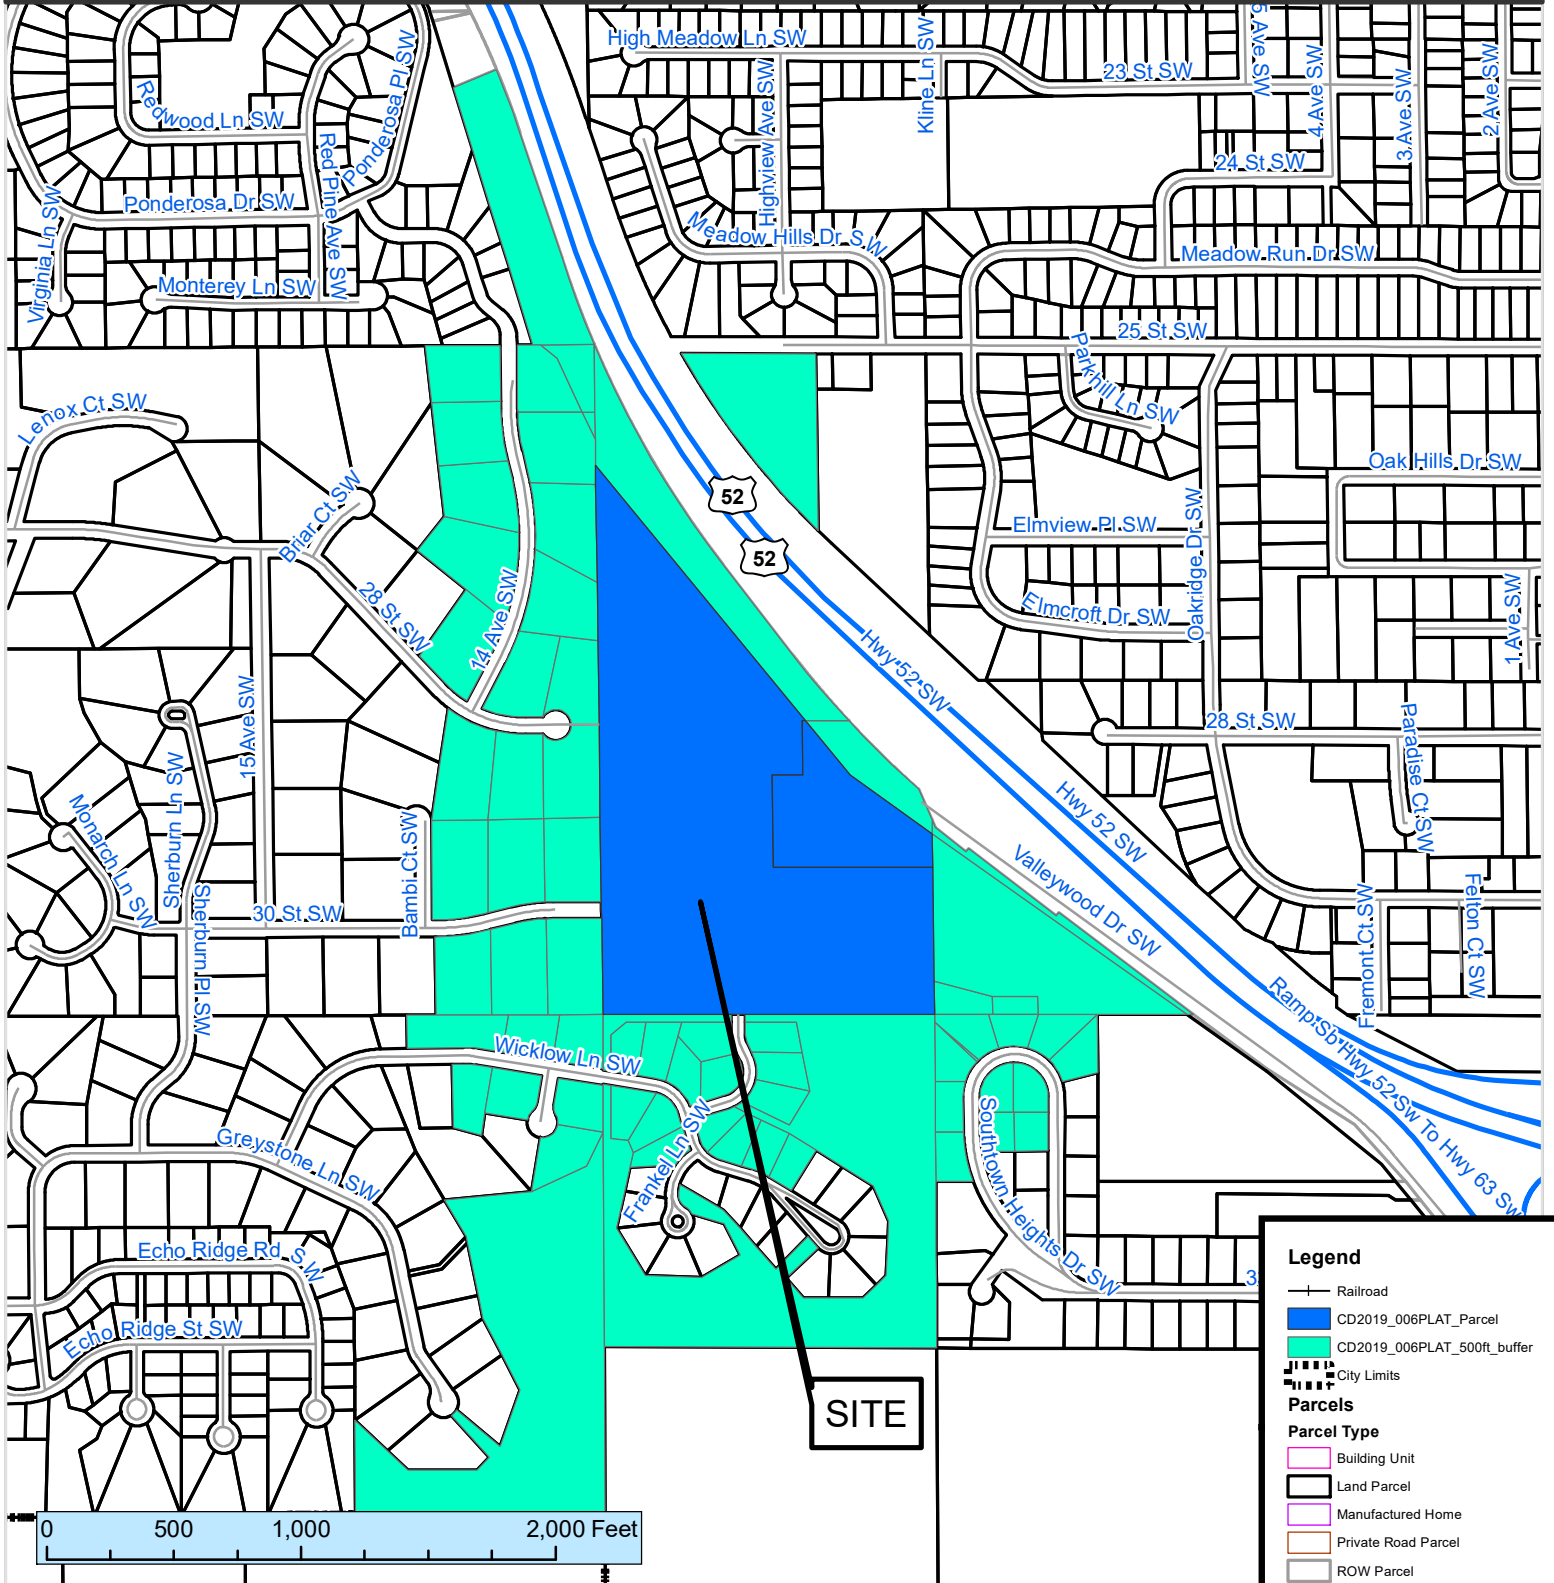 High Meadow Ln SW
Kline Ln SW
23 St SW
5 Ave SW
4 Ave SW
3 Ave SW
2 Ave SW
Redwood Ln SW
Red Pine Ave SW
Ponderosa Pl SW
Highview Ave SW
24 St SW
Virginia Ln SW
Ponderosa Dr SW
Meadow Hills Dr SW
Meadow Run Dr SW
Monterey Ln SW
25 St SW
Parkhill Ln SW
Lenox Ct SW
Briar Ct SW
52
52
Oak Hills Dr SW
Elmview Pl SW
Oakridge Dr SW
Elmcroft Dr SW
1 Ave SW
28 St SW
14 Ave SW
Hwy 52 SW
15 Ave SW
28 St SW
Paradise Ct SW
Sherburn Ln SW
Monarch Ln SW
Bambi Ct SW
Hwy 52 SW
Valleywood Dr SW
30 St SW
Sherburn Pl SW
Fremont Ct SW
Felton Ct SW
Ramp Sb Hwy 52 Sw To Hwy 63 Sw
Wicklow Ln SW
Greystone Ln SW
Frankel Ln SW
Southtown Heights Dr SW
Echo Ridge Rd SW
Echo Ridge St SW
3
SITE
Legend
Railroad
CD2019_006PLAT_Parcel
CD2019_006PLAT_500ft_buffer
City Limits
Parcels
Parcel Type
Building Unit
Land Parcel
Manufactured Home
Private Road Parcel
ROW Parcel
0 500 1,000 2,000 Feet